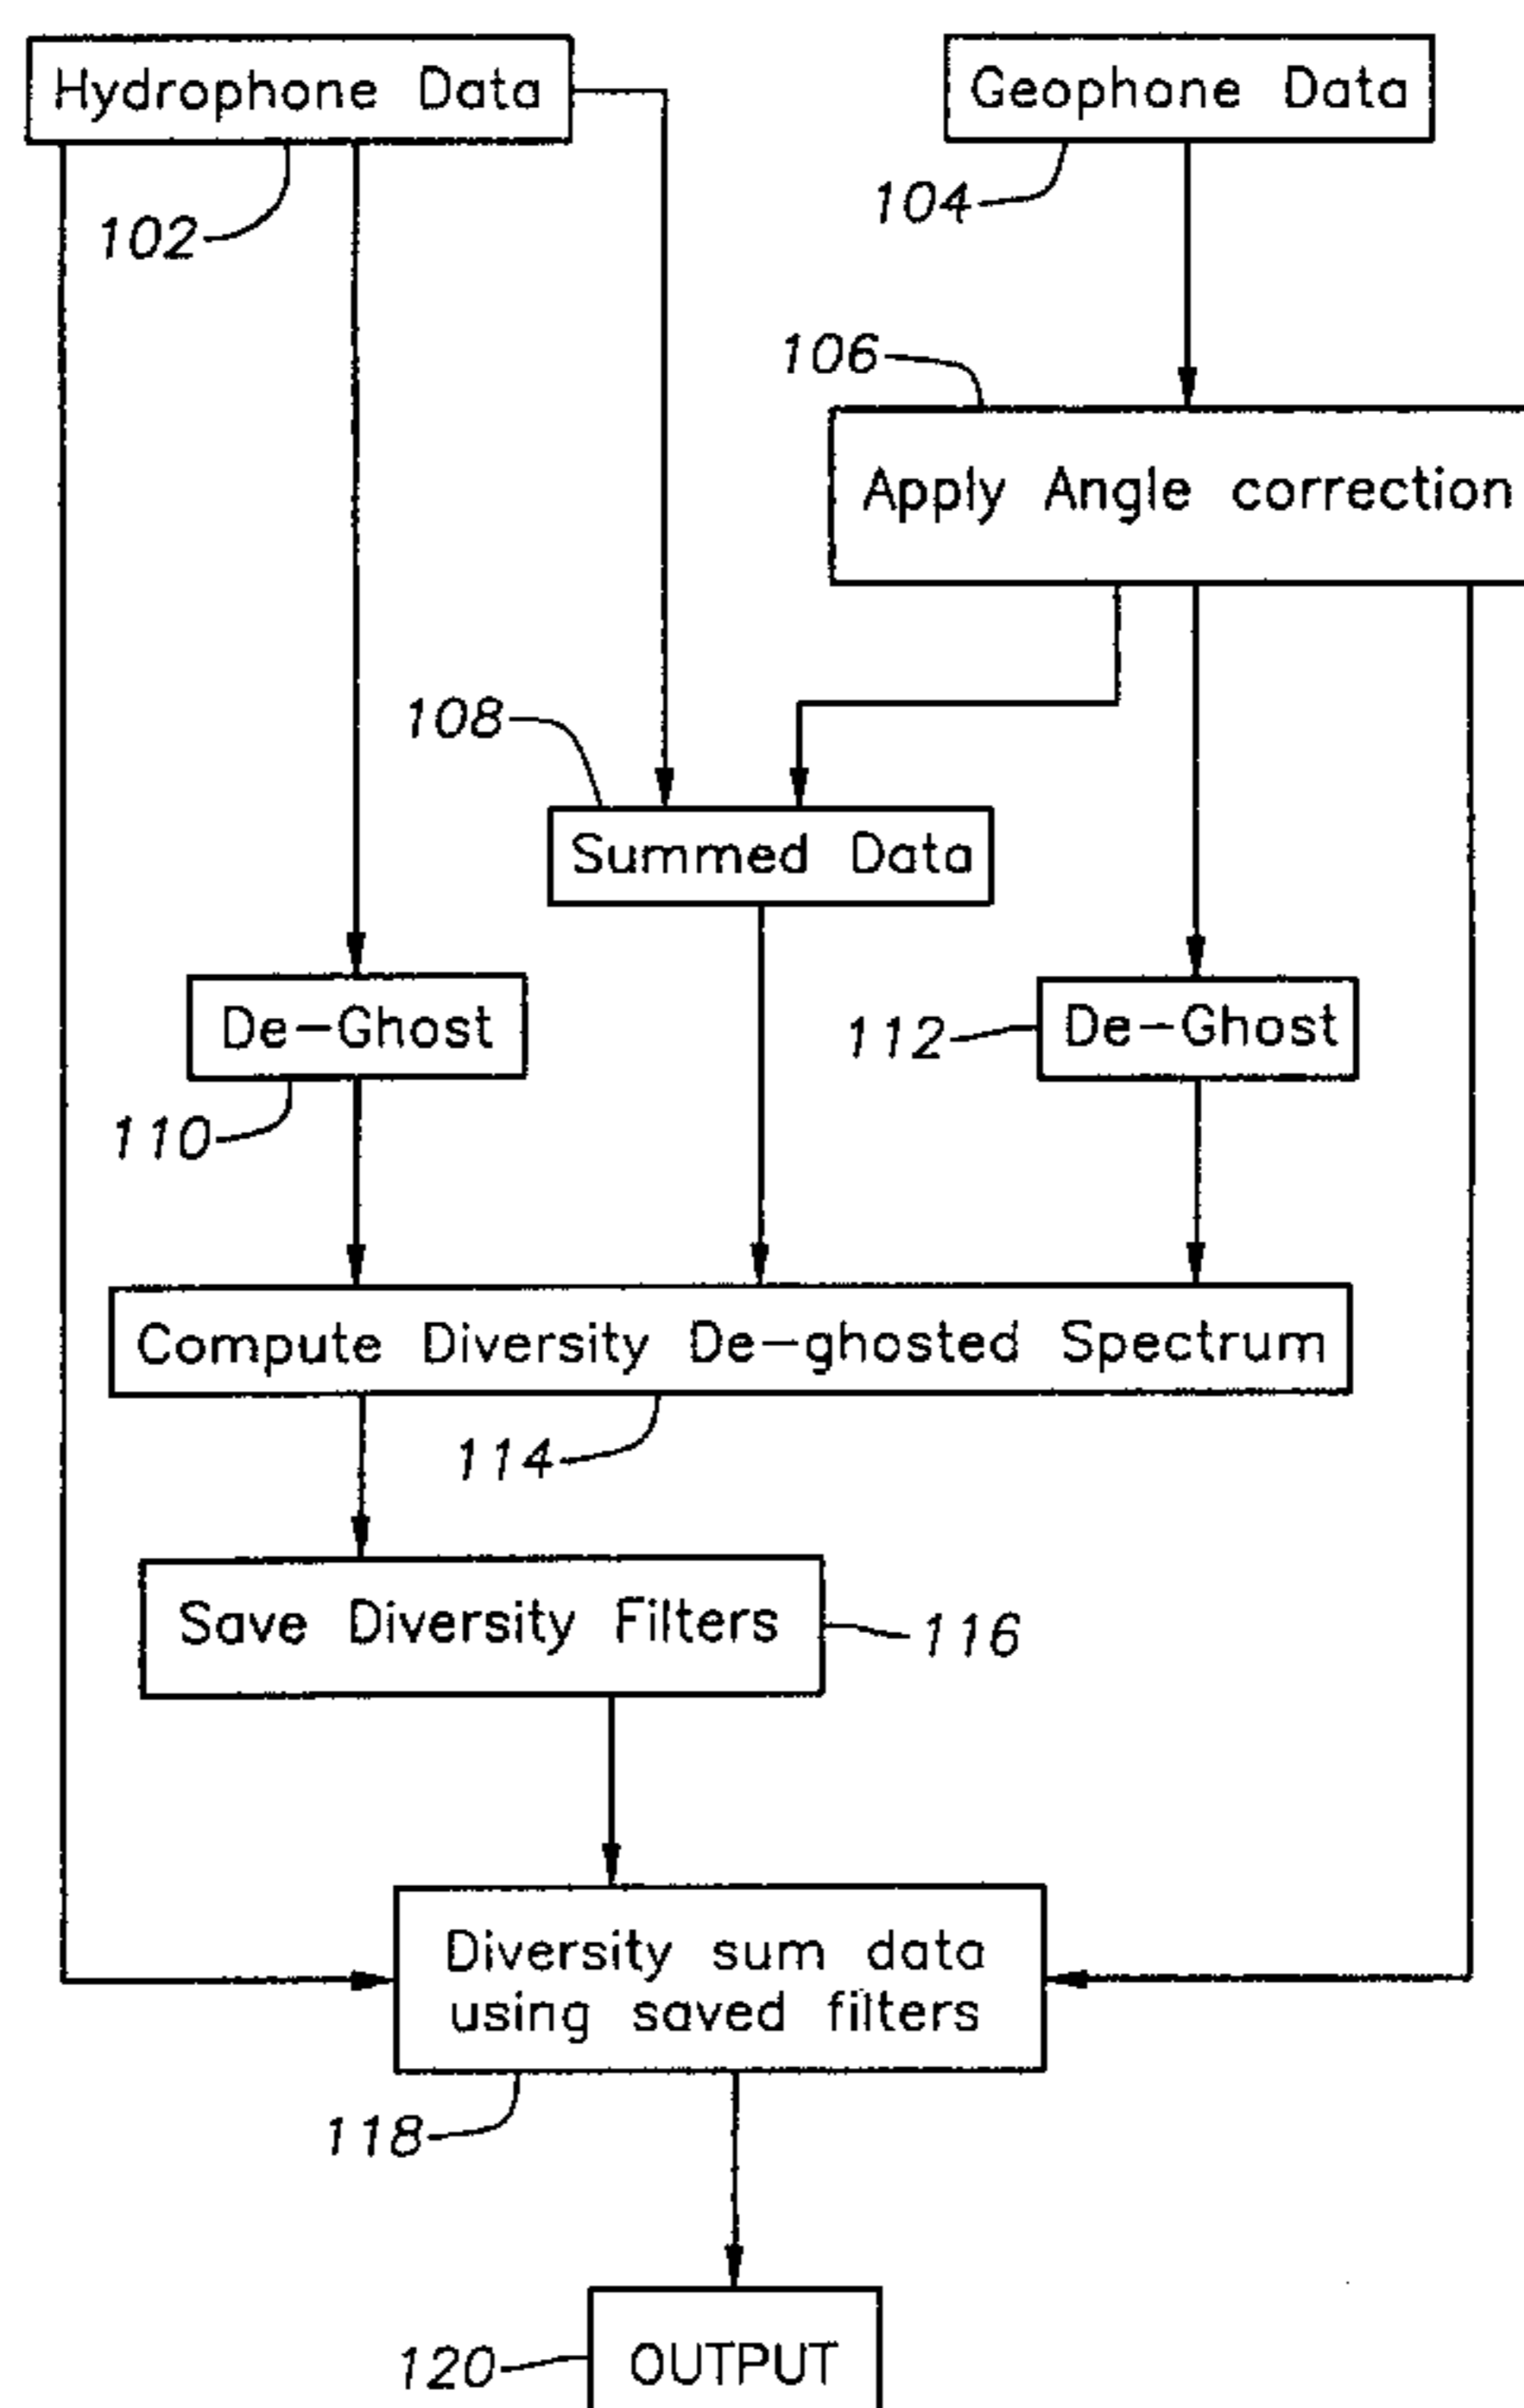 Hydrophone Data
Geophone Data
102
104
106
Apply Angle correction
108
Summed Data
De-Ghost
112
De-Ghost
110
Compute Diversity De-ghosted Spectrum
114
Save Diversity Filters
116
Diversity sum data
using saved filters
118
120
OUTPUT